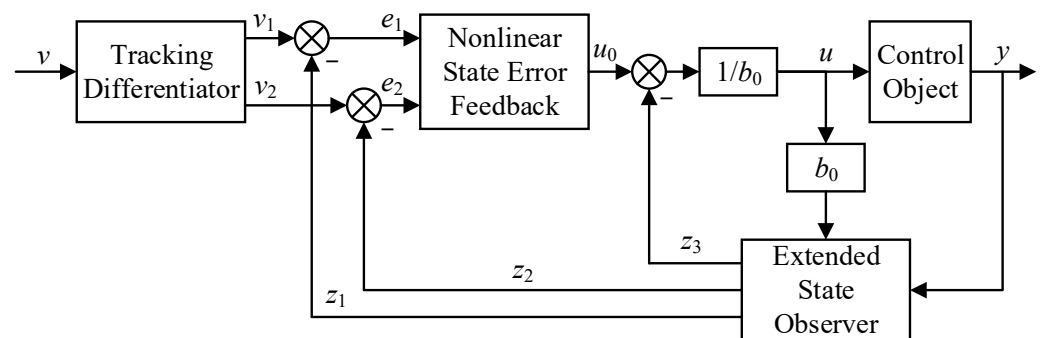 v
Tracking
Differentiator
v₁
v₂
−
−
e₁
e₂
Nonlinear
State Error
Feedback
u₀
−
1/b₀
u
Control
Object
y
b₀
z₃
z₂
z₁
Extended
State
Observer